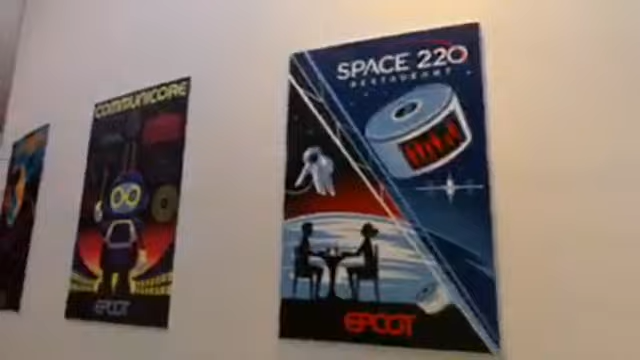 COMMUNICORE
EPCOT
SPACE 220
RESTAURANT
EPCOT